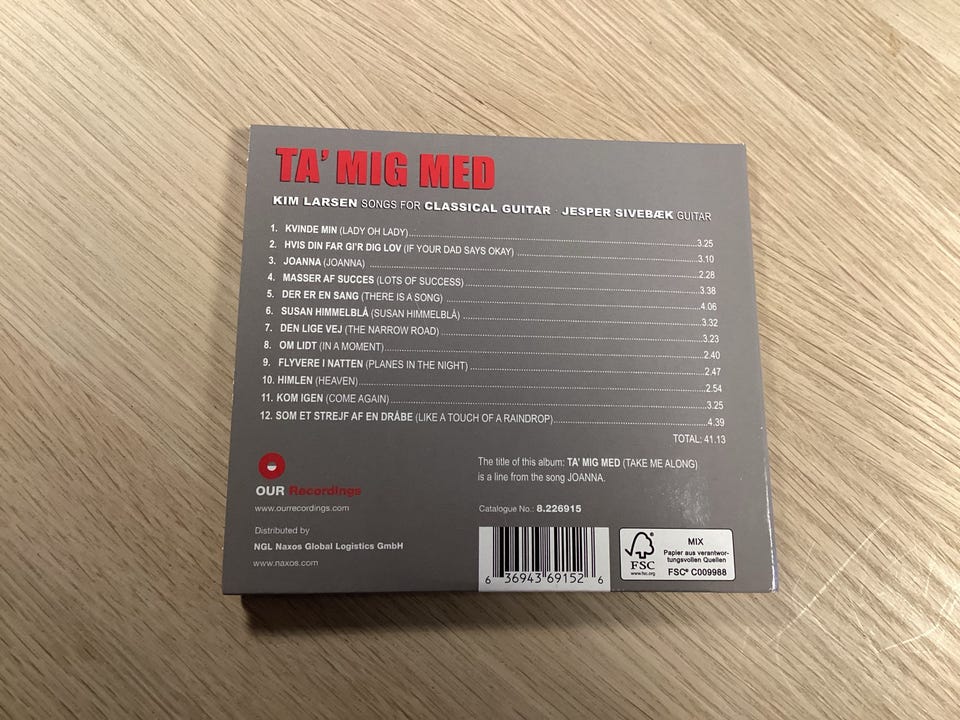 TA' MIG MED
KIM LARSEN SONGS FOR CLASSICAL GUITAR · JESPER SIVEBÆK GUITAR
1. KVINDE MIN (LADY OH LADY) 3.25
2. HVIS DIN FAR GI'R DIG LOV (IF YOUR DAD SAYS OKAY) 3.10
3. JOANNA (JOANNA) 2.28
4. MASSER AF SUCCES (LOTS OF SUCCESS) 3.38
5. DER ER EN SANG (THERE IS A SONG) 4.06
6. SUSAN HIMMELBLÅ (SUSAN HIMMELBLÅ) 3.32
7. DEN LIGE VEJ (THE NARROW ROAD) 3.23
8. OM LIDT (IN A MOMENT) 2.40
9. FLYVERE I NATTEN (PLANES IN THE NIGHT) 2.47
10. HIMLEN (HEAVEN) 2.54
11. KOM IGEN (COME AGAIN) 3.25
12. SOM ET STREJF AF EN DRÅBE (LIKE A TOUCH OF A RAINDROP) 4.39
TOTAL: 41.13
The title of this album: TA' MIG MED (TAKE ME ALONG)
is a line from the song JOANNA.
OUR Recordings
www.ourrecordings.com
Catalogue No.: 8.226915
Distributed by
NGL Naxos Global Logistics GmbH
www.naxos.com
6 36943 69152 6
FSC
www.fsc.org
MIX
Papier aus verantwor-
tungsvollen Quellen
FSC® C009988